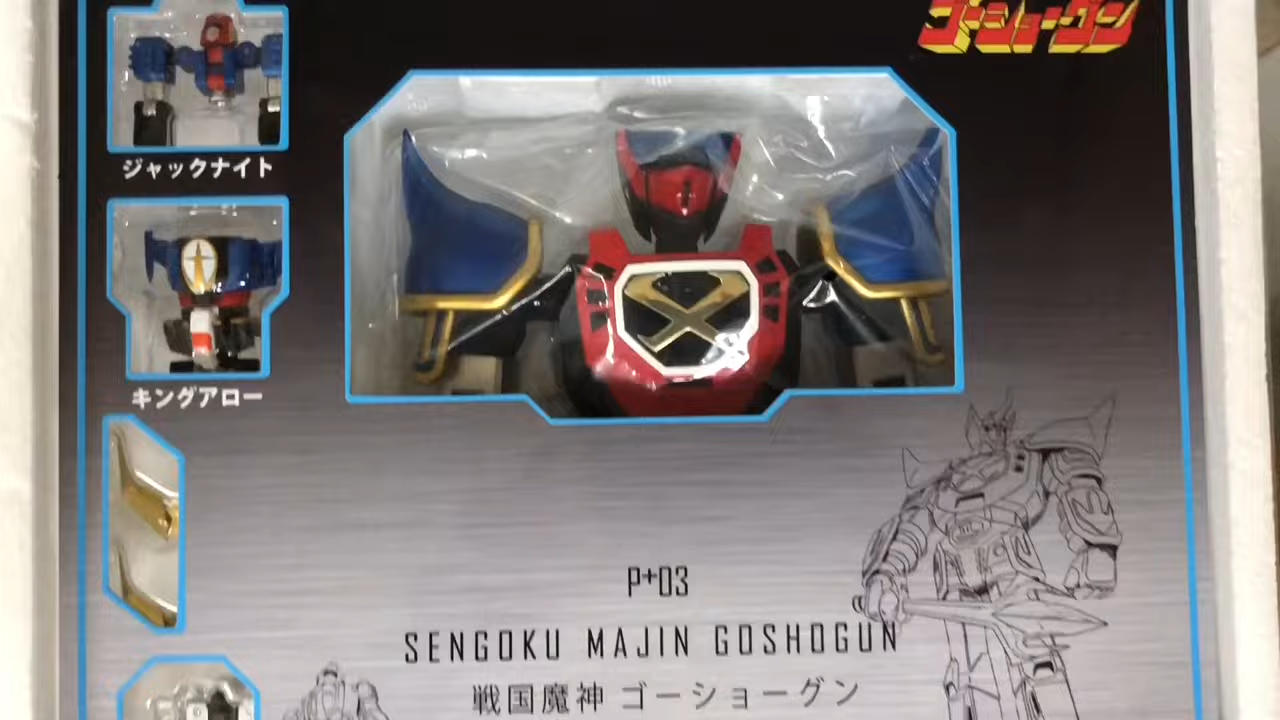 ゴーショーグン
ジャックナイト
キングアロー
P+03
SENGOKU MAJIN GOSHOGUN
戦国魔神 ゴーショーグン